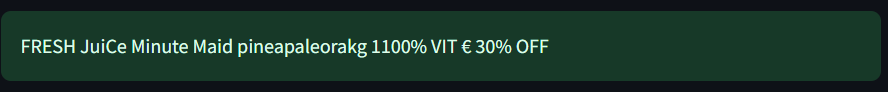 FRESH JuiCe Minute Maid pineapaleorakg 1100% VIT € 30% OFF